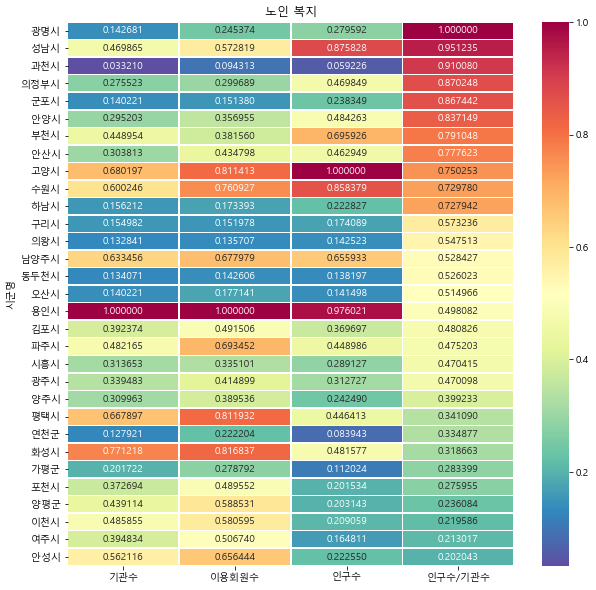 노인 복지
광명시 0.142681 0.245374 0.279592 1.000000
성남시 0.469865 0.572819 0.875828 0.951235
과천시 0.033210 0.094313 0.059226 0.910080
의정부시 0.275523 0.299689 0.469849 0.870248
군포시 0.140221 0.151380 0.238349 0.867442
안양시 0.295203 0.356955 0.484263 0.837149
부천시 0.448954 0.381560 0.695926 0.791048
안산시 0.303813 0.434798 0.462949 0.777623
고양시 0.680197 0.811413 1.000000 0.750253
수원시 0.600246 0.760927 0.858379 0.729780
하남시 0.156212 0.173393 0.222827 0.727942
구리시 0.154982 0.151978 0.174089 0.573236
의왕시 0.132841 0.135707 0.142523 0.547513
남양주시 0.633456 0.677979 0.655933 0.528427
동두천시 0.134071 0.142606 0.138197 0.526023
오산시 0.140221 0.177141 0.141498 0.514966
용인시 1.000000 1.000000 0.976021 0.498082
김포시 0.392374 0.491506 0.369697 0.480826
파주시 0.482165 0.693452 0.448986 0.475203
시흥시 0.313653 0.335101 0.289127 0.470415
광주시 0.339483 0.414899 0.312727 0.470098
양주시 0.309963 0.389536 0.242490 0.399233
평택시 0.667897 0.811932 0.446413 0.341090
연천군 0.127921 0.222204 0.083943 0.334877
화성시 0.771218 0.816837 0.481577 0.318663
가평군 0.201722 0.278792 0.112024 0.283399
포천시 0.372694 0.489552 0.201534 0.275955
양평군 0.439114 0.588531 0.203143 0.236084
이천시 0.485855 0.580595 0.209059 0.219586
여주시 0.394834 0.506740 0.164811 0.213017
안성시 0.562116 0.656444 0.222550 0.202043
기관수 이용회원수 인구수 인구수/기관수
시군명
1.0
0.8
0.6
0.4
0.2